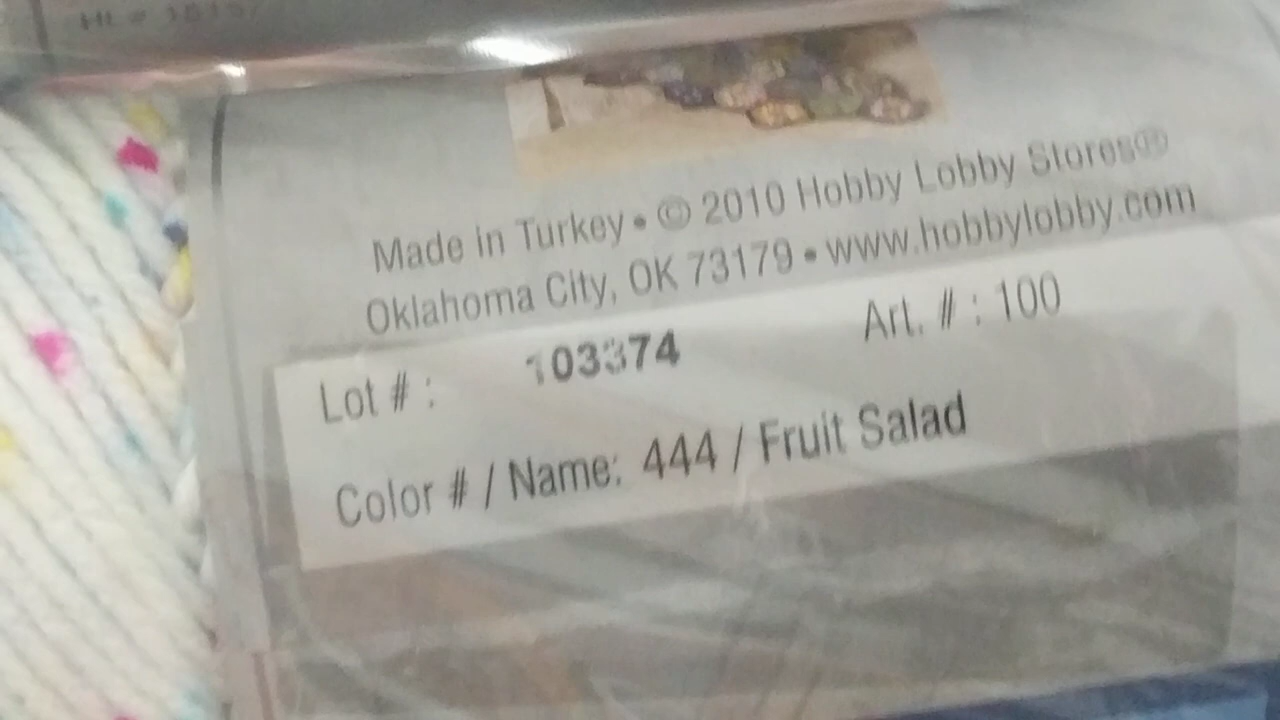 Made in Turkey • © 2010 Hobby Lobby Stores®
Oklahoma City, OK 73179 • www.hobbylobby.com
Lot # : 103374 Art. # : 100
Color # / Name: 444 / Fruit Salad